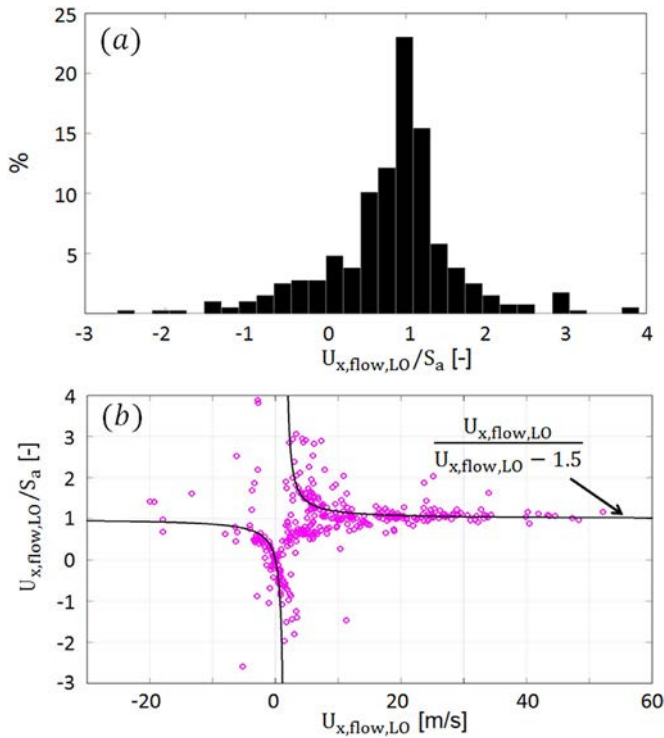 25
(a)
20
15
%
10
5
-3 -2 -1 0 1 2 3 4
U_x,flow,LO/S_a [-]
4
(b)
3
U_x,flow,LO
U_x,flow,LO − 1.5
2
U_x,flow,LO/S_a [-]
1
0
-1
-2
-3
-20 0 20 40 60
U_x,flow,LO [m/s]